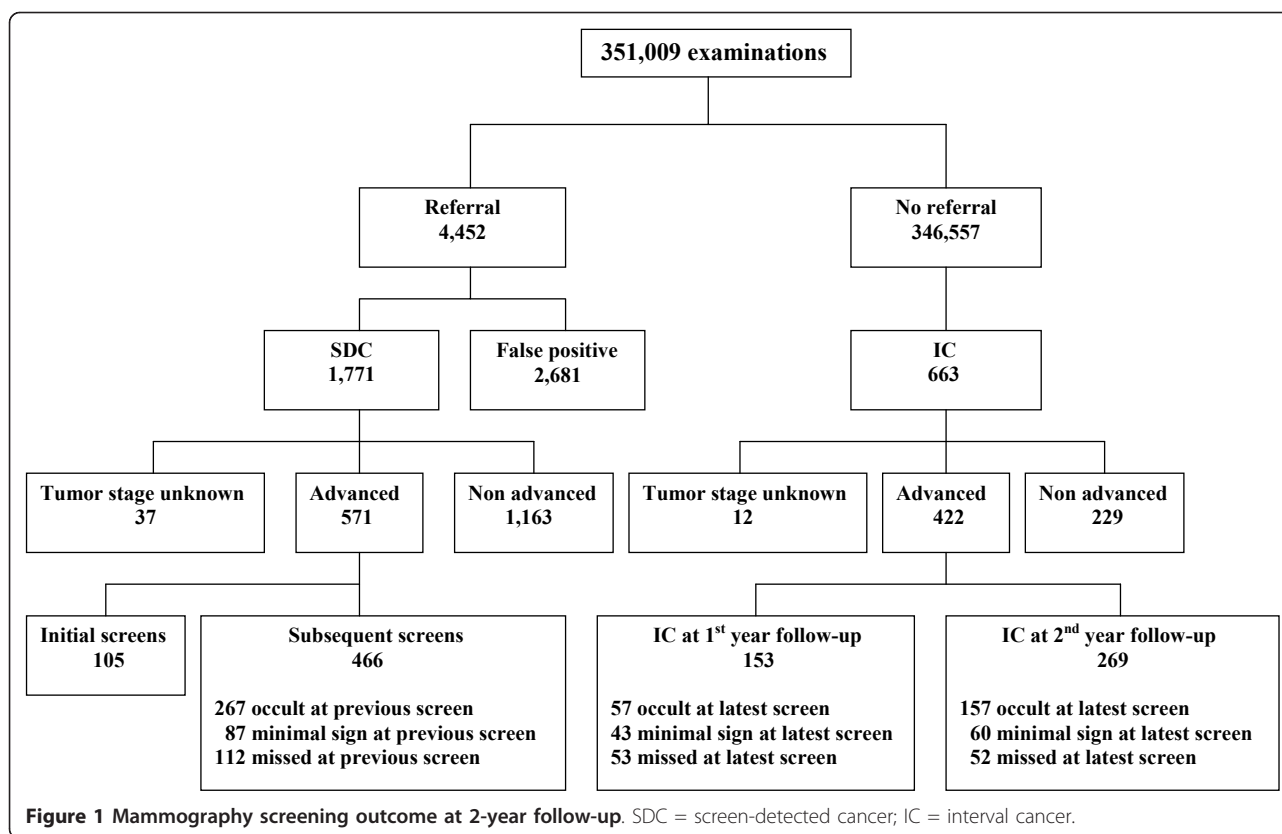 351,009 examinations
Referral
4,452
No referral
346,557
SDC
1,771
False positive
2,681
IC
663
Tumor stage unknown
37
Advanced
571
Non advanced
1,163
Tumor stage unknown
12
Advanced
422
Non advanced
229
Initial screens
105
Subsequent screens
466
267 occult at previous screen
87 minimal sign at previous screen
112 missed at previous screen
IC at 1st year follow-up
153
57 occult at latest screen
43 minimal sign at latest screen
53 missed at latest screen
IC at 2nd year follow-up
269
157 occult at latest screen
60 minimal sign at latest screen
52 missed at latest screen
Figure 1 Mammography screening outcome at 2-year follow-up. SDC = screen-detected cancer; IC = interval cancer.